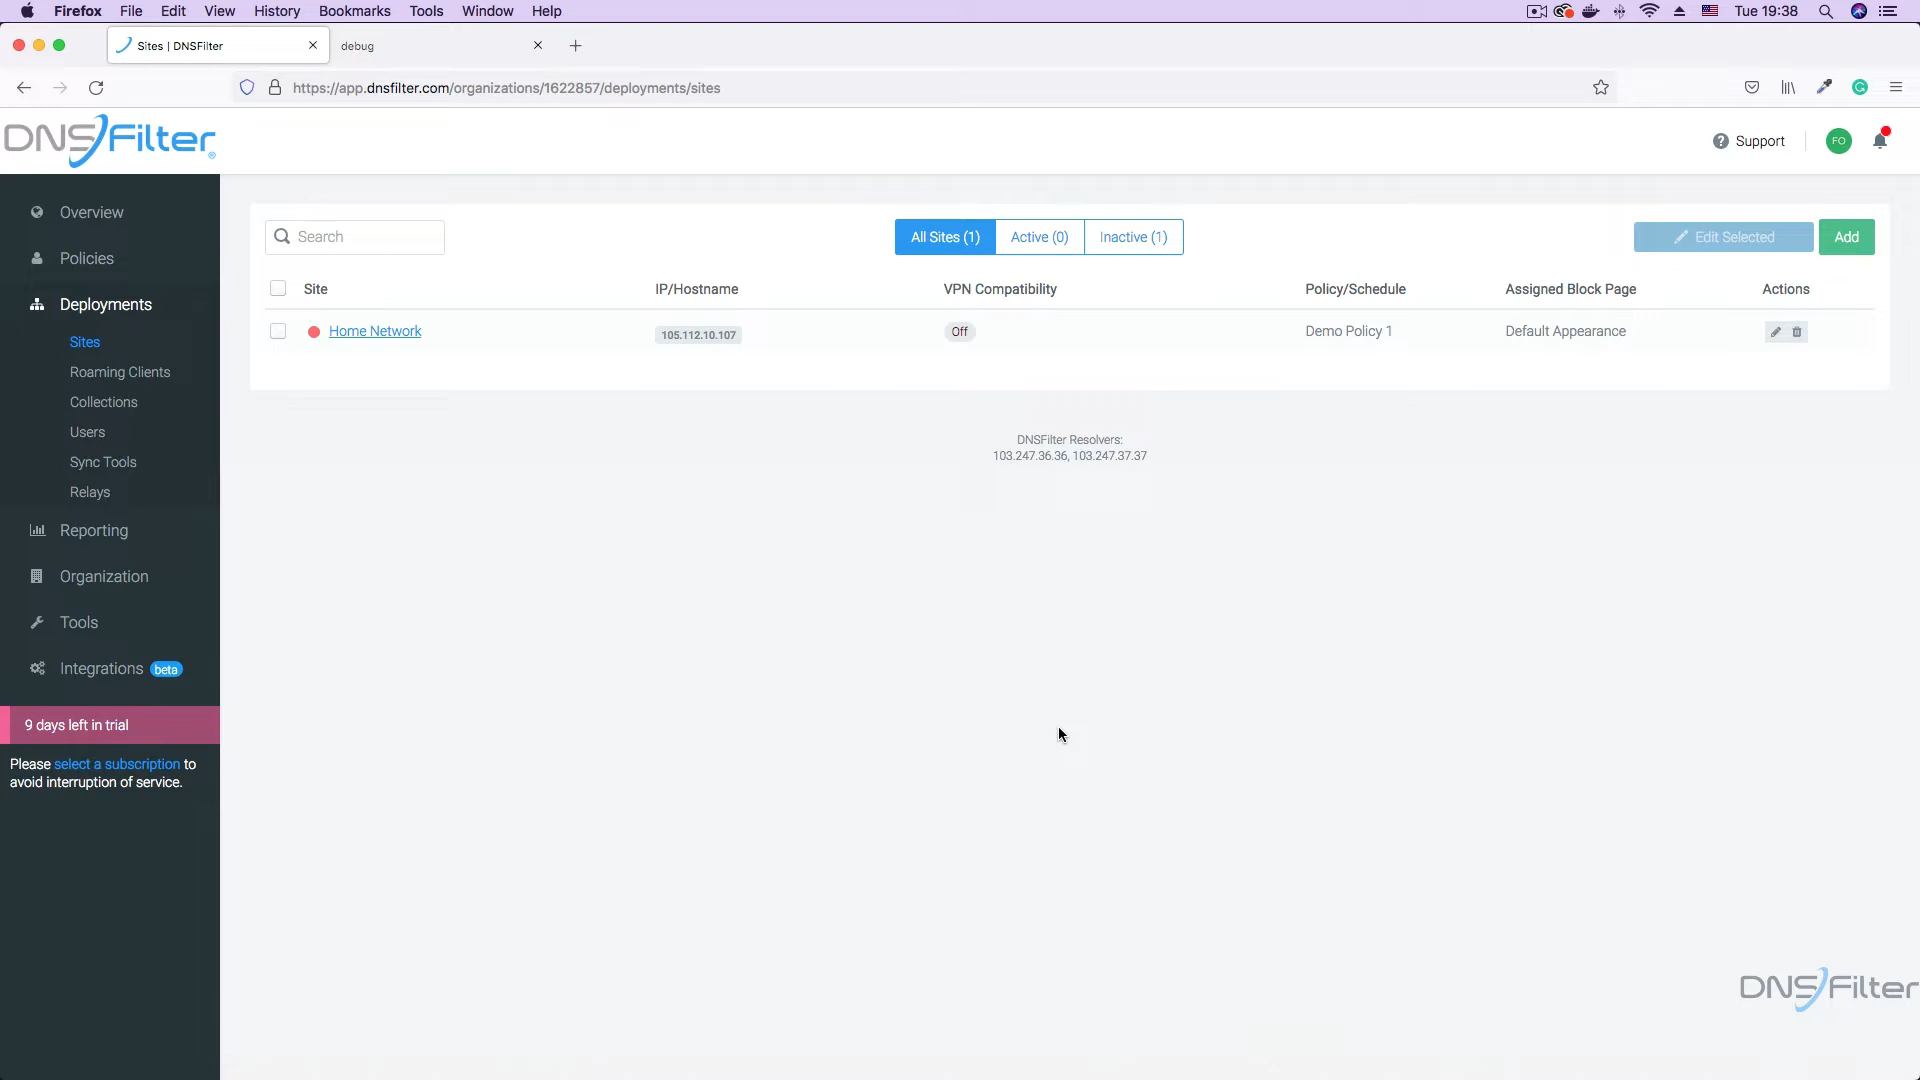 Firefox File Edit View History Bookmarks Tools Window Help
Tue 19:38
Sites | DNSFilter
debug
https://app.dnsfilter.com/organizations/1622857/deployments/sites
DNSFilter®
Support
FO
Overview
Policies
Deployments
Sites
Roaming Clients
Collections
Users
Sync Tools
Relays
Reporting
Organization
Tools
Integrations beta
9 days left in trial
Please select a subscription to
avoid interruption of service.
Search
All Sites (1) Active (0) Inactive (1)
Edit Selected Add
Site IP/Hostname VPN Compatibility Policy/Schedule Assigned Block Page Actions
Home Network 105.112.10.107 Off Demo Policy 1 Default Appearance
DNSFilter Resolvers:
103.247.36.36, 103.247.37.37
DNSFilter